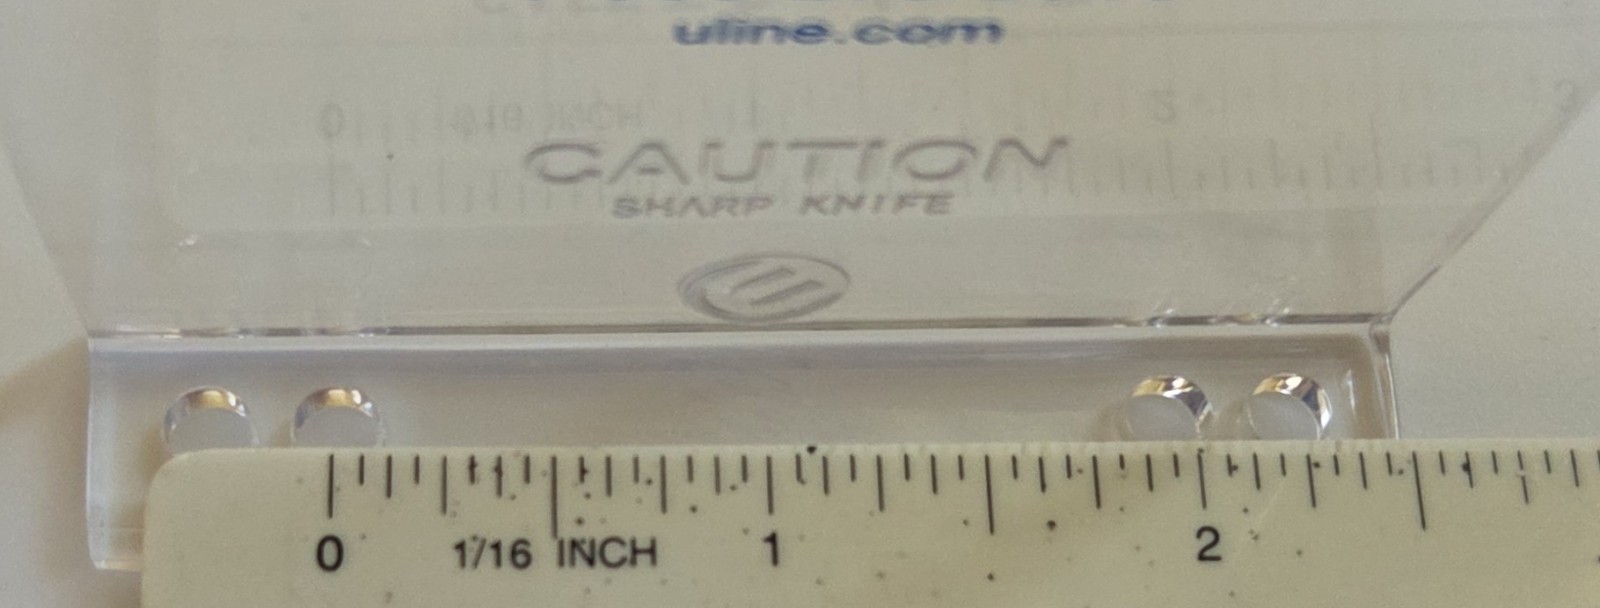 uline.com
CAUTION
SHARP KNIFE
0 1/16 INCH 1 2